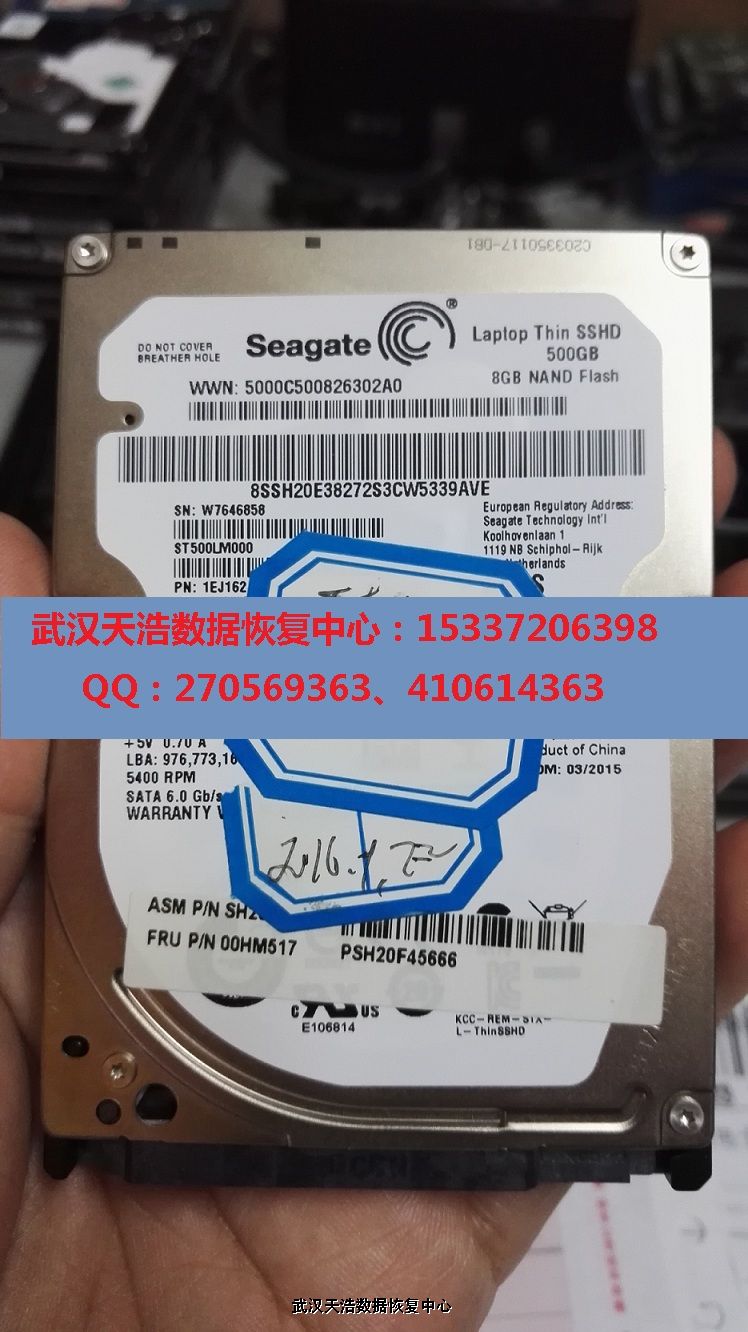 C203350117-DB1
DO NOT COVER
BREATHER HOLE
Seagate®
Laptop Thin SSHD
500GB
8GB NAND Flash
WWN: 5000C500826302A0
8SSH20E38272S3CW5339AVE
SN: W7646858
ST500LM000
PN: 1EJ162
European Regulatory Address:
Seagate Technology Int'l
Koolhovenlaan 1
1119 NB Schiphol-Rijk
武汉天浩数据恢复中心：15337206398
QQ：270569363、410614363
+5V 0.70 A
LBA: 976,773,16
5400 RPM
SATA 6.0 Gb/s
WARRANTY
duct of China
OM: 03/2015
ASM P/N SH2
FRU P/N 00HM517
PSH20F45666
c US
E106814
KCC-REM-STX-
L-ThinSSHD
武汉天浩数据恢复中心